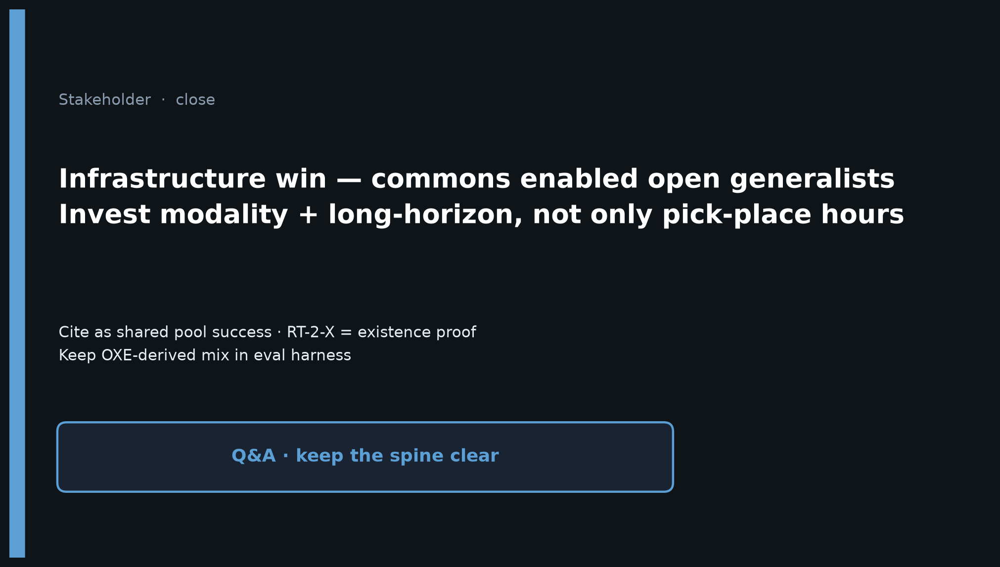 Stakeholder · close
Infrastructure win — commons enabled open generalists
Invest modality + long-horizon, not only pick-place hours
Cite as shared pool success · RT-2-X = existence proof
Keep OXE-derived mix in eval harness
Q&A · keep the spine clear